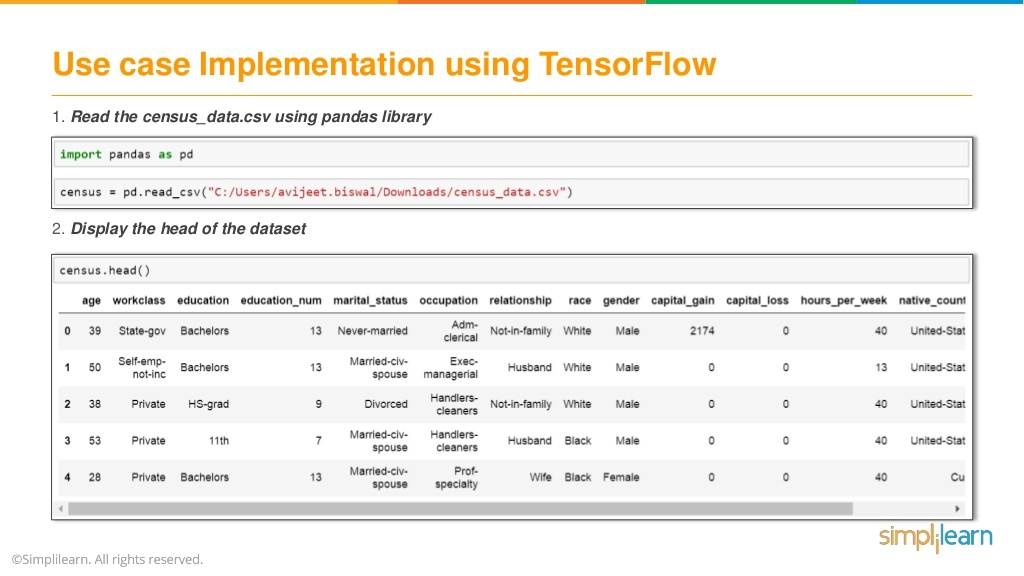 Use case Implementation using TensorFlow
1. Read the census_data.csv using pandas library
import pandas as pd
census = pd.read_csv("C:/Users/avijeet.biswal/Downloads/census_data.csv")
2. Display the head of the dataset
census.head()
age workclass education education_num marital_status occupation relationship race gender capital_gain capital_loss hours_per_week native_count
0 39 State-gov Bachelors 13 Never-married Adm-clerical Not-in-family White Male 2174 0 40 United-Stat
1 50 Self-emp-not-inc Bachelors 13 Married-civ-spouse Exec-managerial Husband White Male 0 0 13 United-Stat
2 38 Private HS-grad 9 Divorced Handlers-cleaners Not-in-family White Male 0 0 40 United-Stat
3 53 Private 11th 7 Married-civ-spouse Handlers-cleaners Husband Black Male 0 0 40 United-Stat
4 28 Private Bachelors 13 Married-civ-spouse Prof-specialty Wife Black Female 0 0 40 Cu
simplilearn
©Simplilearn. All rights reserved.